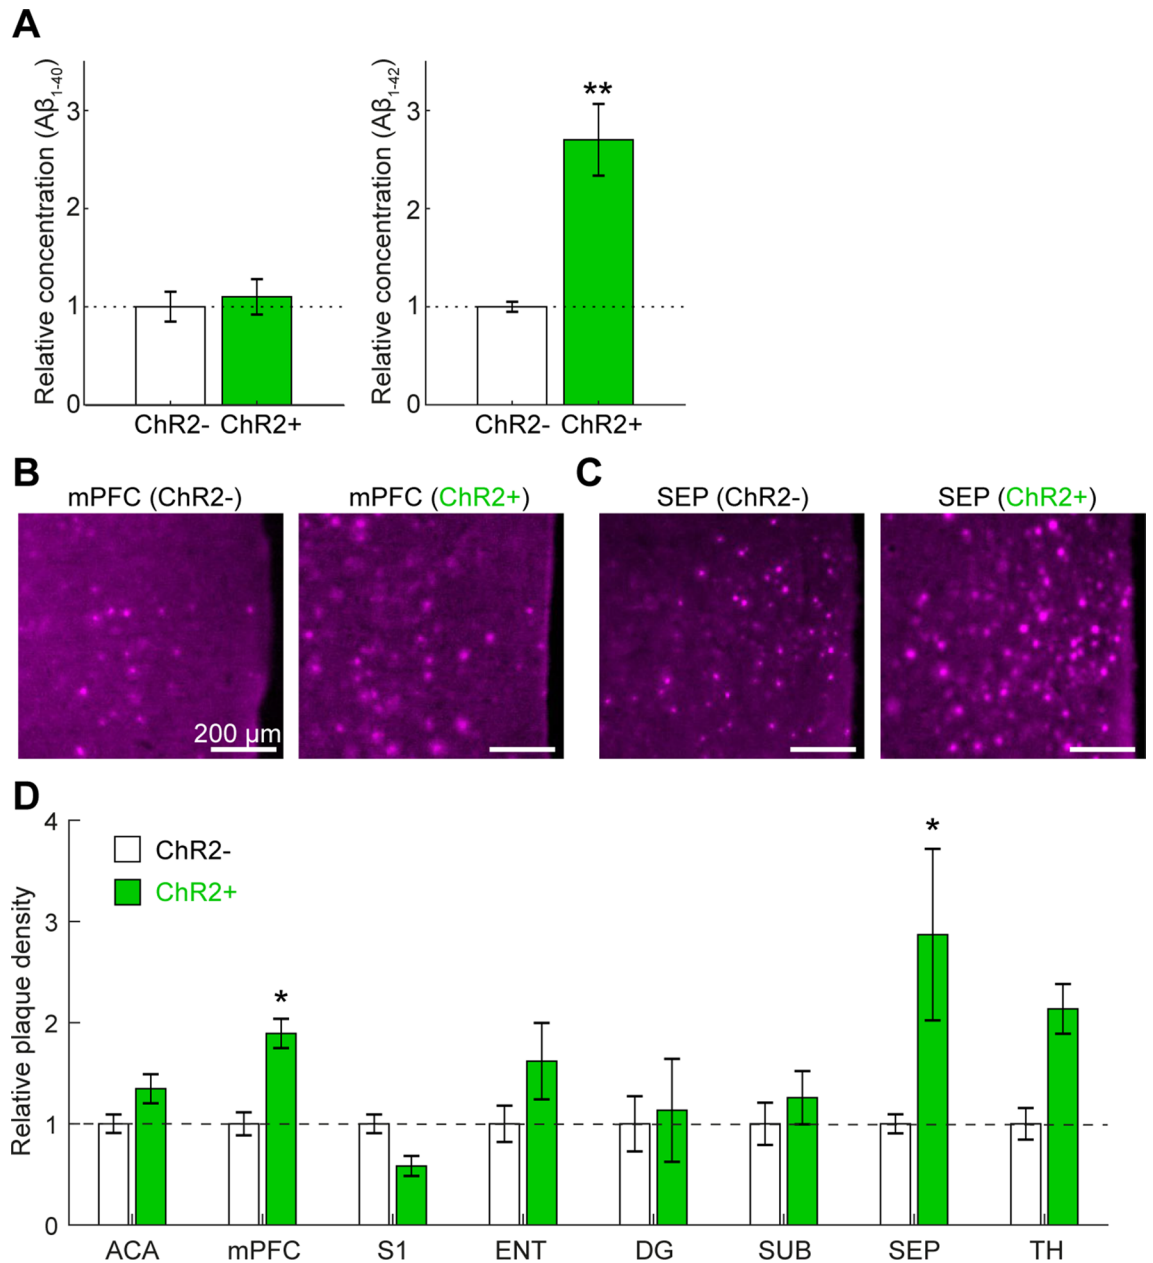 A
Relative concentration (Aβ1-40)
3
2
1
0
ChR2- ChR2+
Relative concentration (Aβ1-42)
3
2
1
0
**
ChR2- ChR2+
B
mPFC (ChR2-)
mPFC (ChR2+)
200 µm
C
SEP (ChR2-)
SEP (ChR2+)
D
Relative plaque density
4
3
2
1
0
ChR2-
ChR2+
*
*
ACA mPFC S1 ENT DG SUB SEP TH